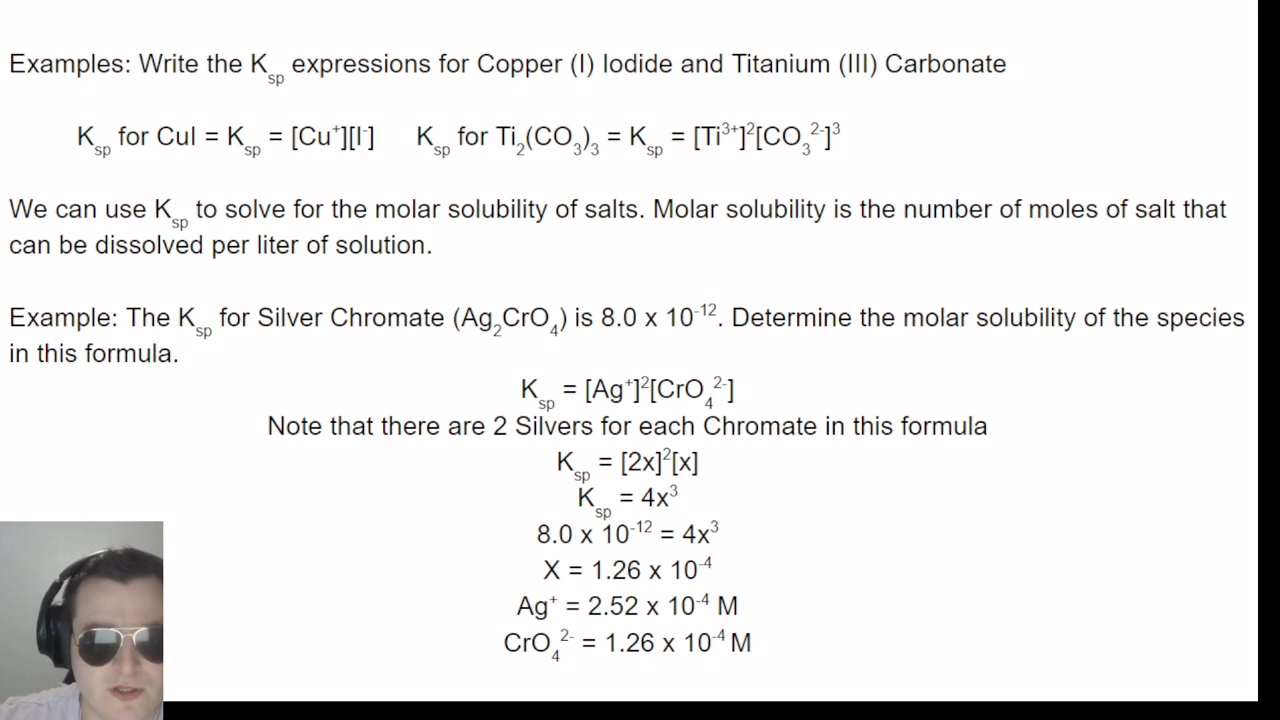 Examples: Write the Ksp expressions for Copper (I) Iodide and Titanium (III) Carbonate
Ksp for CuI = Ksp = [Cu⁺][I⁻] Ksp for Ti₂(CO₃)₃ = Ksp = [Ti³⁺]²[CO₃²⁻]³
We can use Ksp to solve for the molar solubility of salts. Molar solubility is the number of moles of salt that
can be dissolved per liter of solution.
Example: The Ksp for Silver Chromate (Ag₂CrO₄) is 8.0 x 10⁻¹². Determine the molar solubility of the species
in this formula.
Ksp = [Ag⁺]²[CrO₄²⁻]
Note that there are 2 Silvers for each Chromate in this formula
Ksp = [2x]²[x]
Ksp = 4x³
8.0 x 10⁻¹² = 4x³
X = 1.26 x 10⁻⁴
Ag⁺ = 2.52 x 10⁻⁴ M
CrO₄²⁻ = 1.26 x 10⁻⁴ M